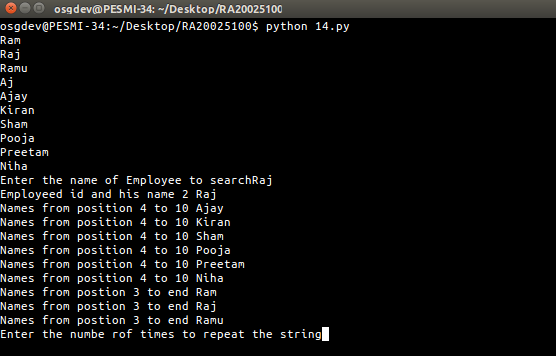 osgdev@PESMI-34: ~/Desktop/RA20025100
osgdev@PESMI-34:~/Desktop/RA20025100$ python 14.py
Ram
Raj
Ramu
Aj
Ajay
Kiran
Sham
Pooja
Preetam
Niha
Enter the name of Employee to searchRaj
Employeed id and his name 2 Raj
Names from position 4 to 10 Ajay
Names from position 4 to 10 Kiran
Names from position 4 to 10 Sham
Names from position 4 to 10 Pooja
Names from position 4 to 10 Preetam
Names from position 4 to 10 Niha
Names from postion 3 to end Ram
Names from postion 3 to end Raj
Names from postion 3 to end Ramu
Enter the numbe rof times to repeat the string